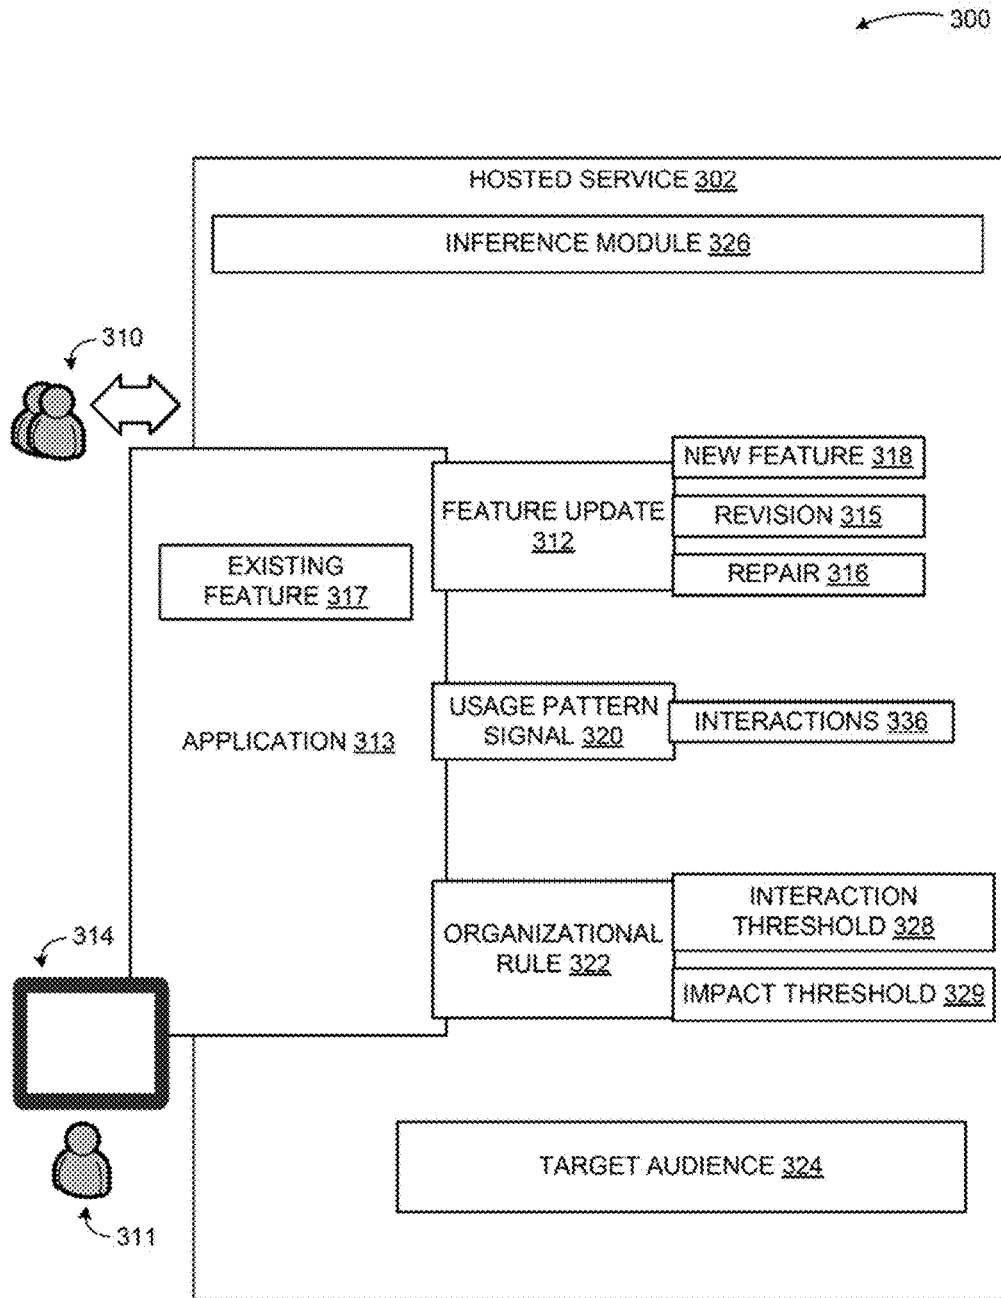 300
HOSTED SERVICE 302
INFERENCE MODULE 326
310
NEW FEATURE 318
FEATURE UPDATE
312
REVISION 315
REPAIR 316
EXISTING
FEATURE 317
USAGE PATTERN
SIGNAL 320
INTERACTIONS 336
APPLICATION 313
INTERACTION
THRESHOLD 328
ORGANIZATIONAL
RULE 322
IMPACT THRESHOLD 329
314
TARGET AUDIENCE 324
311